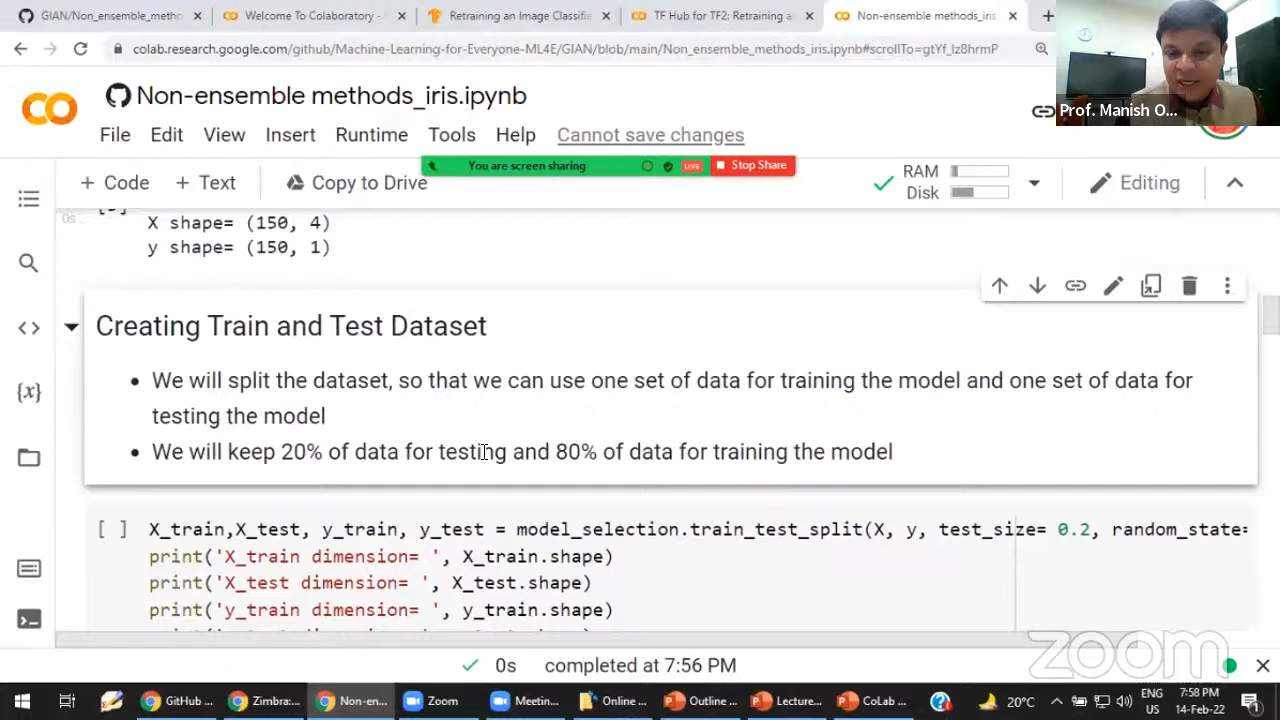 GIAN/Non_ensemble_metho
Welcome To Colaboratory -
Retraining an Image Classifie
TF Hub for TF2: Retraining a
Non-ensemble methods_iris.
colab.research.google.com/github/Machine-Learning-for-Everyone-ML4E/GIAN/blob/main/Non_ensemble_methods_iris.ipynb#scrollTo=gtYf_Iz8hrmP
Prof. Manish O...
Non-ensemble methods_iris.ipynb
File Edit View Insert Runtime Tools Help Cannot save changes
You are screen sharing LIVE Stop Share
+ Code + Text Copy to Drive
RAM
Disk
Editing
0s
X shape= (150, 4)
y shape= (150, 1)
Creating Train and Test Dataset
• We will split the dataset, so that we can use one set of data for training the model and one set of data for
testing the model
• We will keep 20% of data for testing and 80% of data for training the model
[ ] X_train,X_test, y_train, y_test = model_selection.train_test_split(X, y, test_size= 0.2, random_state=
print('X_train dimension= ', X_train.shape)
print('X_test dimension= ', X_test.shape)
print('y_train dimension= ', y_train.shape)
0s completed at 7:56 PM
zoom
GitHub ...
Zimbra:...
Non-en...
Zoom
Meetin...
Online ...
Outline ...
Lecture...
CoLab ...
20°C
ENG
US
7:58 PM
14-Feb-22